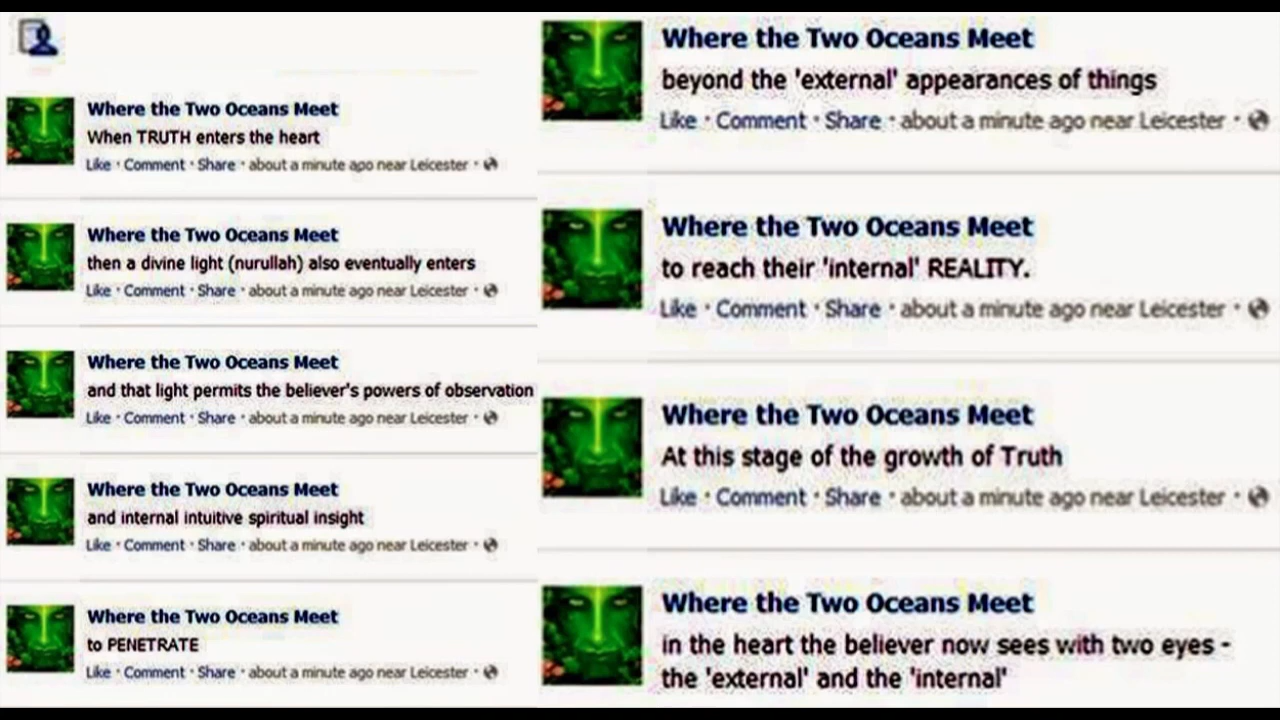 Where the Two Oceans Meet
When TRUTH enters the heart
Like · Comment · Share · about a minute ago near Leicester ·
Where the Two Oceans Meet
then a divine light (nurullah) also eventually enters
Like · Comment · Share · about a minute ago near Leicester ·
Where the Two Oceans Meet
and that light permits the believer's powers of observation
Like · Comment · Share · about a minute ago near Leicester ·
Where the Two Oceans Meet
and internal intuitive spiritual insight
Like · Comment · Share · about a minute ago near Leicester ·
Where the Two Oceans Meet
to PENETRATE
Like · Comment · Share · about a minute ago near Leicester ·
Where the Two Oceans Meet
beyond the 'external' appearances of things
Like · Comment · Share · about a minute ago near Leicester ·
Where the Two Oceans Meet
to reach their 'internal' REALITY.
Like · Comment · Share · about a minute ago near Leicester ·
Where the Two Oceans Meet
At this stage of the growth of Truth
Like · Comment · Share · about a minute ago near Leicester ·
Where the Two Oceans Meet
in the heart the believer now sees with two eyes -
the 'external' and the 'internal'